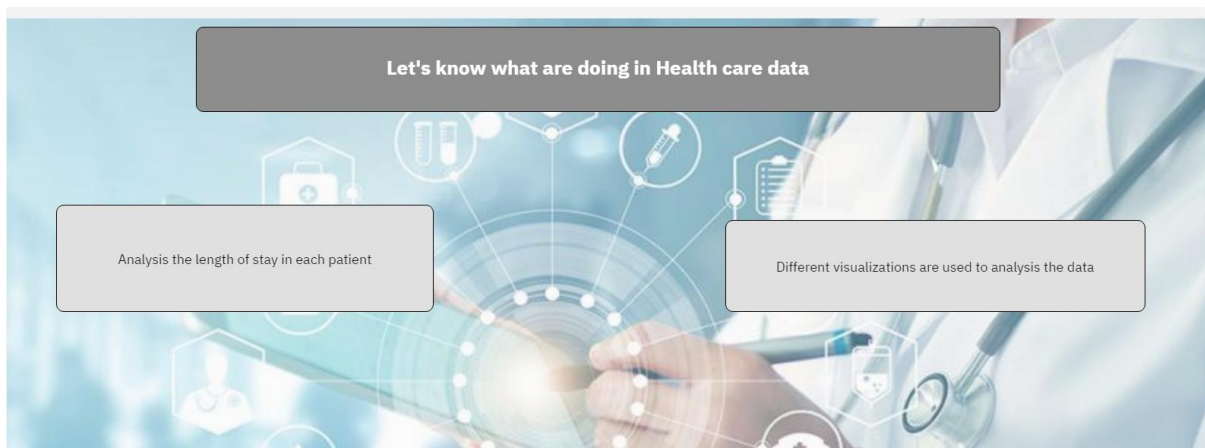 Let's know what are doing in Health care data
Analysis the length of stay in each patient
Different visualizations are used to analysis the data